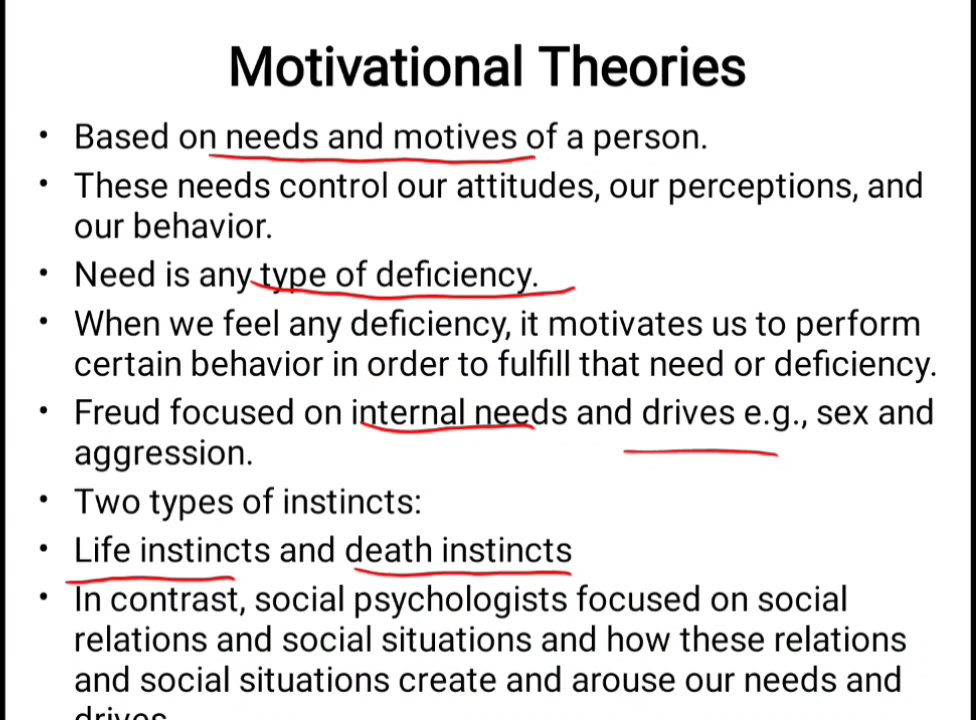 Motivational Theories
• Based on needs and motives of a person.
• These needs control our attitudes, our perceptions, and
our behavior.
• Need is any type of deficiency.
• When we feel any deficiency, it motivates us to perform
certain behavior in order to fulfill that need or deficiency.
• Freud focused on internal needs and drives e.g., sex and
aggression.
• Two types of instincts:
• Life instincts and death instincts
• In contrast, social psychologists focused on social
relations and social situations and how these relations
and social situations create and arouse our needs and
drives